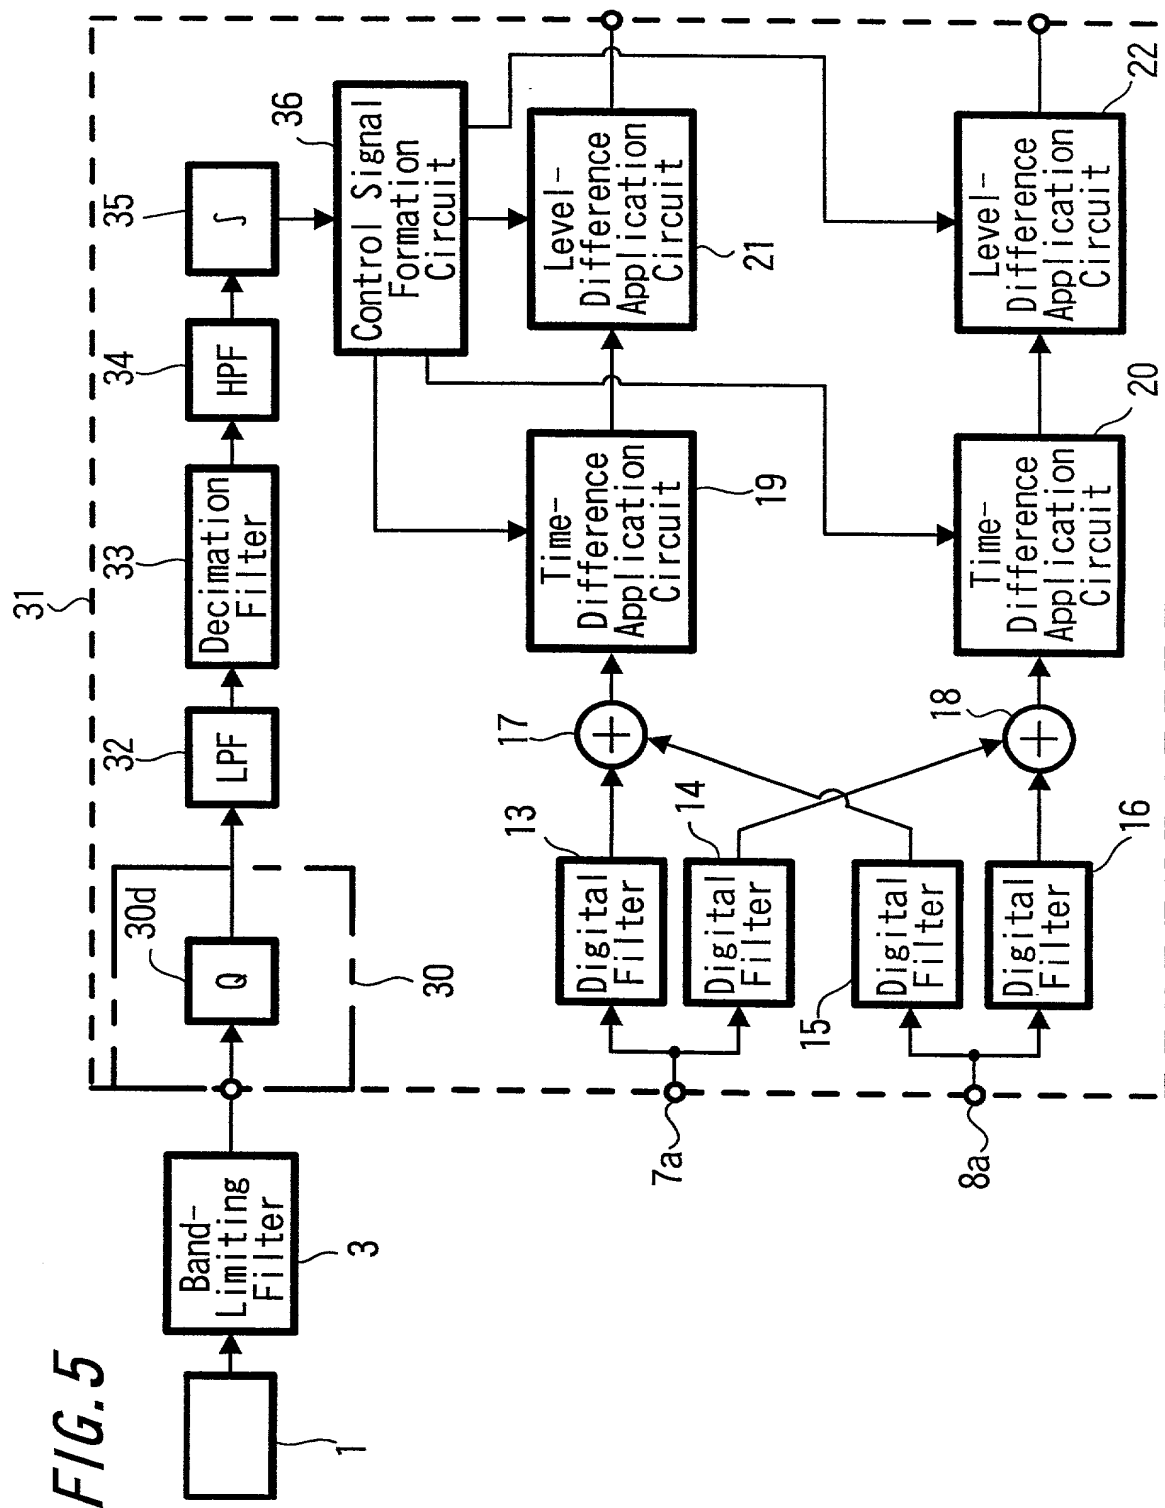 FIG. 5
31
1
Band-
Limiting
Filter
3
30d
Q
30
32
LPF
33
Decimation
Filter
34
HPF
35
∫
36
Control Signal
Formation
Circuit
7a
8a
13
Digital
Filter
14
Digital
Filter
15
Digital
Filter
16
Digital
Filter
17
+
18
+
Time-
Difference
Application
Circuit
19
Time-
Difference
Application
Circuit
20
Level-
Difference
Application
Circuit
21
Level-
Difference
Application
Circuit
22